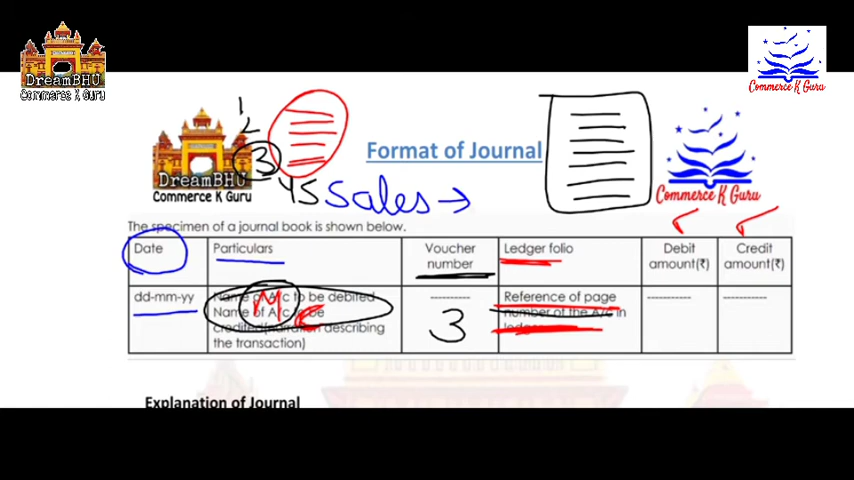 DreamBHU
Commerce K Guru
Commerce K Guru
1
2
3
45
Sales →
DreamBHU
Commerce K Guru
Format of Journal
Commerce K Guru
The specimen of a journal book is shown below.
Date Particulars Voucher number Ledger folio Debit amount(₹) Credit amount(₹)
dd-mm-yy Name of A/c to be debited ---------- Reference of page ----------- -----------
Name of A/c to be number of the A/C in
credited(narration describing 3 ledger
the transaction)
M
Explanation of Journal